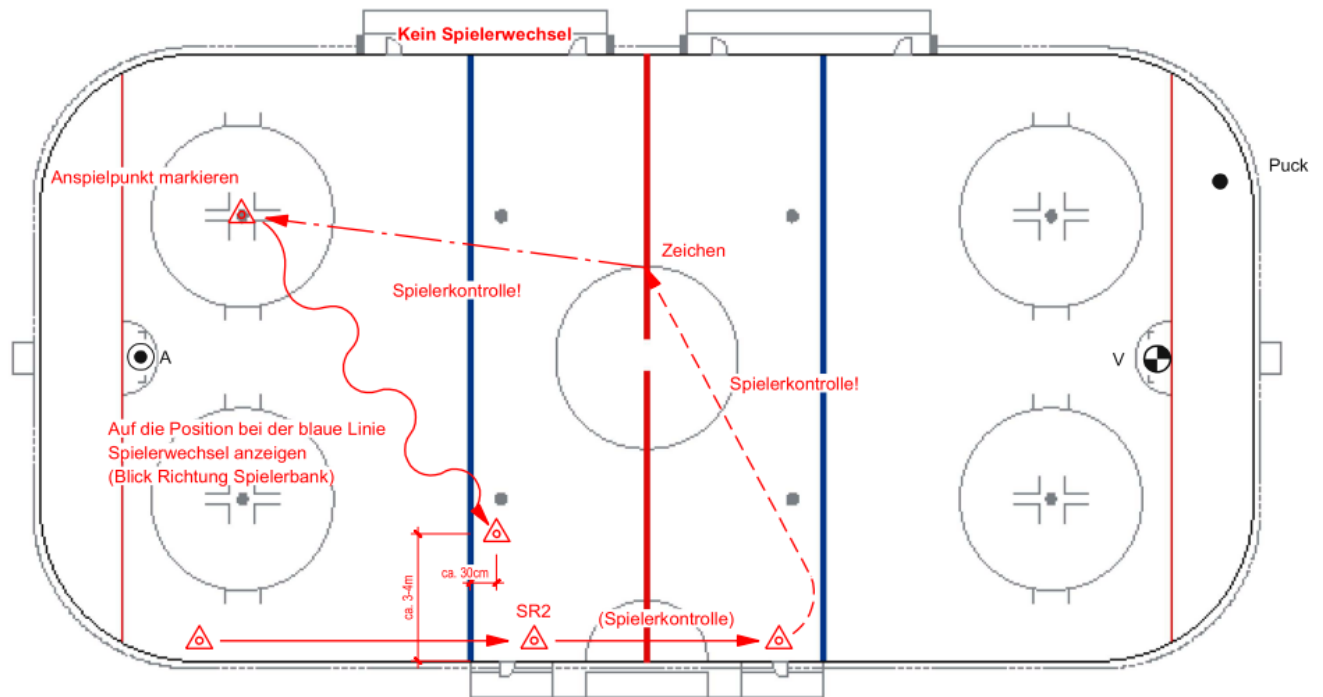 Kein Spielerwechsel
Puck
Anspielpunkt markieren
Zeichen
Spielerkontrolle!
A
V
Spielerkontrolle!
Auf die Position bei der blaue Linie
Spielerwechsel anzeigen
(Blick Richtung Spielerbank)
ca. 30cm
ca. 3-4m
SR2
(Spielerkontrolle)